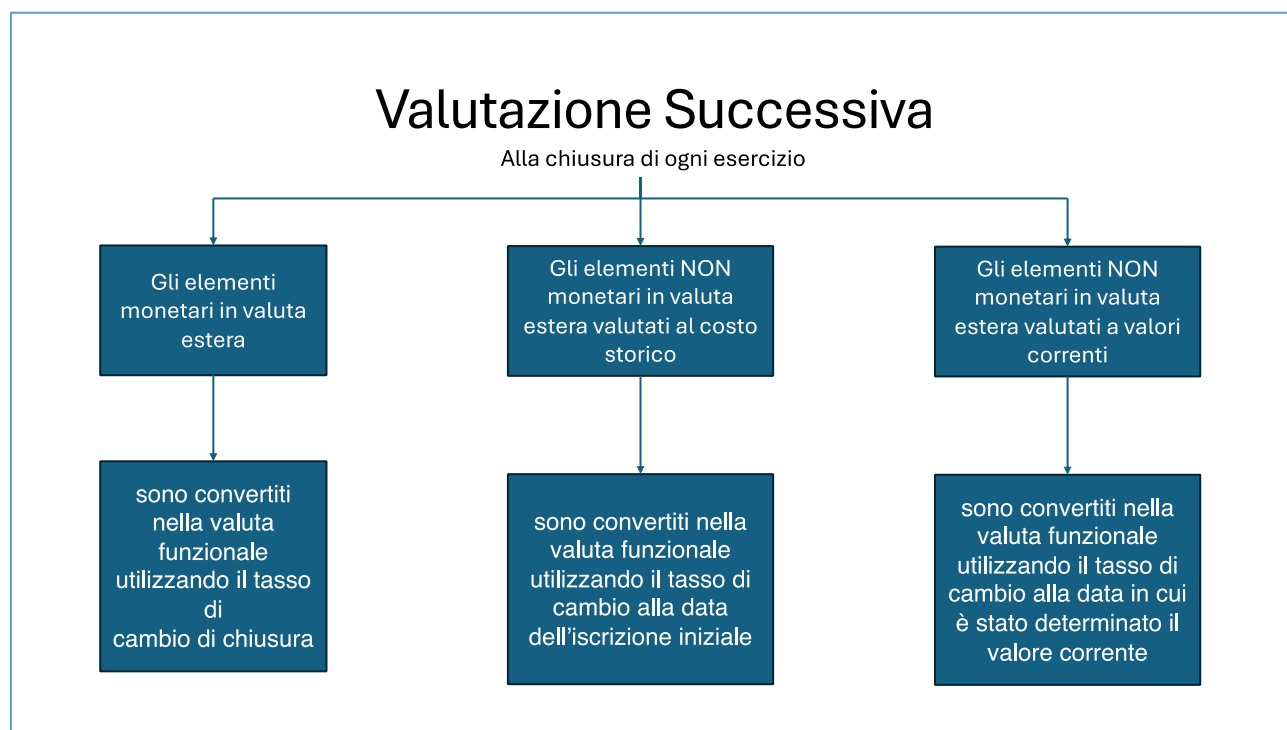 Valutazione Successiva
Alla chiusura di ogni esercizio
Gli elementi
monetari in valuta
estera
Gli elementi NON
monetari in valuta
estera valutati al costo
storico
Gli elementi NON
monetari in valuta
estera valutati a valori
correnti
sono convertiti
nella valuta
funzionale
utilizzando il tasso
di
cambio di chiusura
sono convertiti nella
valuta funzionale
utilizzando il tasso di
cambio alla data
dell’iscrizione iniziale
sono convertiti nella
valuta funzionale
utilizzando il tasso di
cambio alla data in cui
è stato determinato il
valore corrente